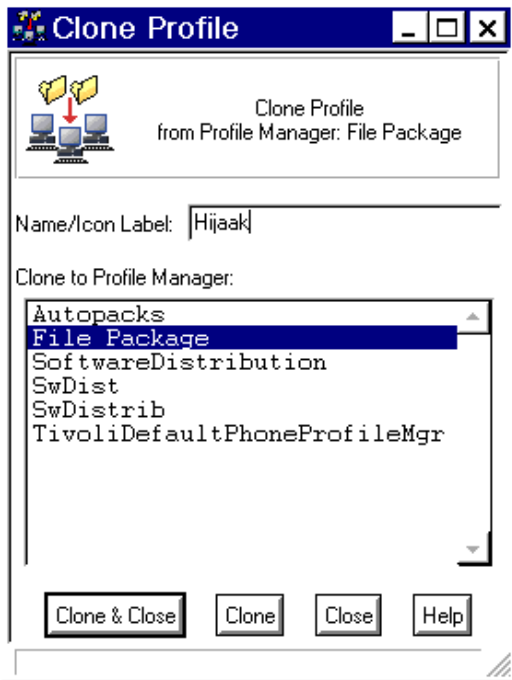 Clone Profile
Clone Profile
from Profile Manager: File Package
Name/Icon Label: Hijaak
Clone to Profile Manager:
Autopacks
File Package
SoftwareDistribution
SwDist
SwDistrib
TivoliDefaultPhoneProfileMgr
Clone & Close Clone Close Help